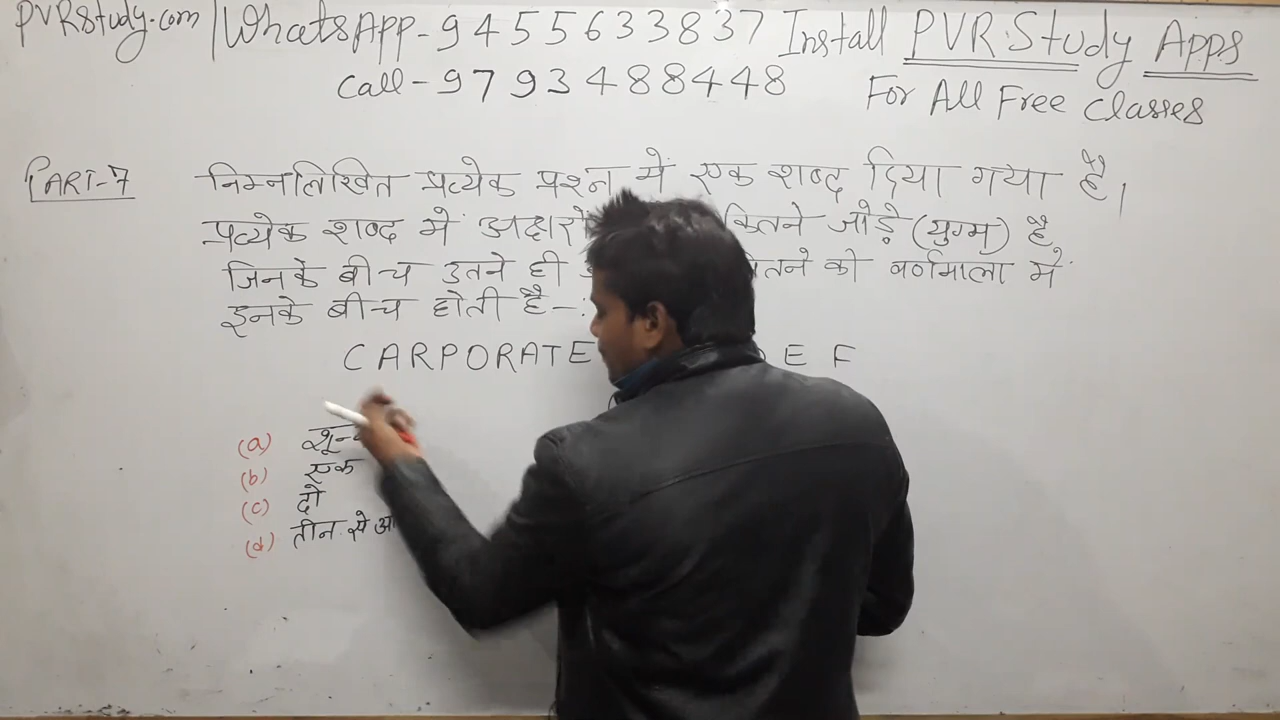 PVRStudy.com | WhatsApp-9455633837 Install PVR.Study Apps
Call-9793488448 For All Free Classes
PART-7 निम्नलिखित प्रत्येक प्रश्न में एक शब्द दिया गया है।
प्रत्येक शब्द में अक्षरों कितने जोड़े (युग्म) है
जिनके बीच उतने ही को वर्णमाला में
इनके बीच होती है-:
CARPORATE D E F
(a)
(b) एक
(c) दो
(d) तीन से